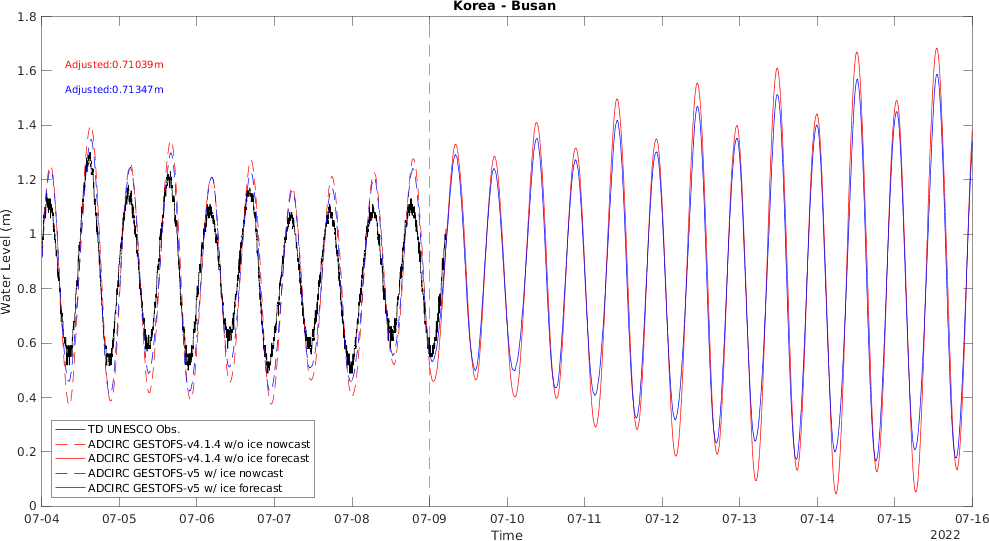 Korea - Busan
Adjusted:0.71039m
Adjusted:0.71347m
Water Level (m)
1.8
1.6
1.4
1.2
1
0.8
0.6
0.4
0.2
0
TD UNESCO Obs.
ADCIRC GESTOFS-v4.1.4 w/o ice nowcast
ADCIRC GESTOFS-v4.1.4 w/o ice forecast
ADCIRC GESTOFS-v5 w/ ice nowcast
ADCIRC GESTOFS-v5 w/ ice forecast
07-04 07-05 07-06 07-07 07-08 07-09 07-10 07-11 07-12 07-13 07-14 07-15 07-16
Time
2022